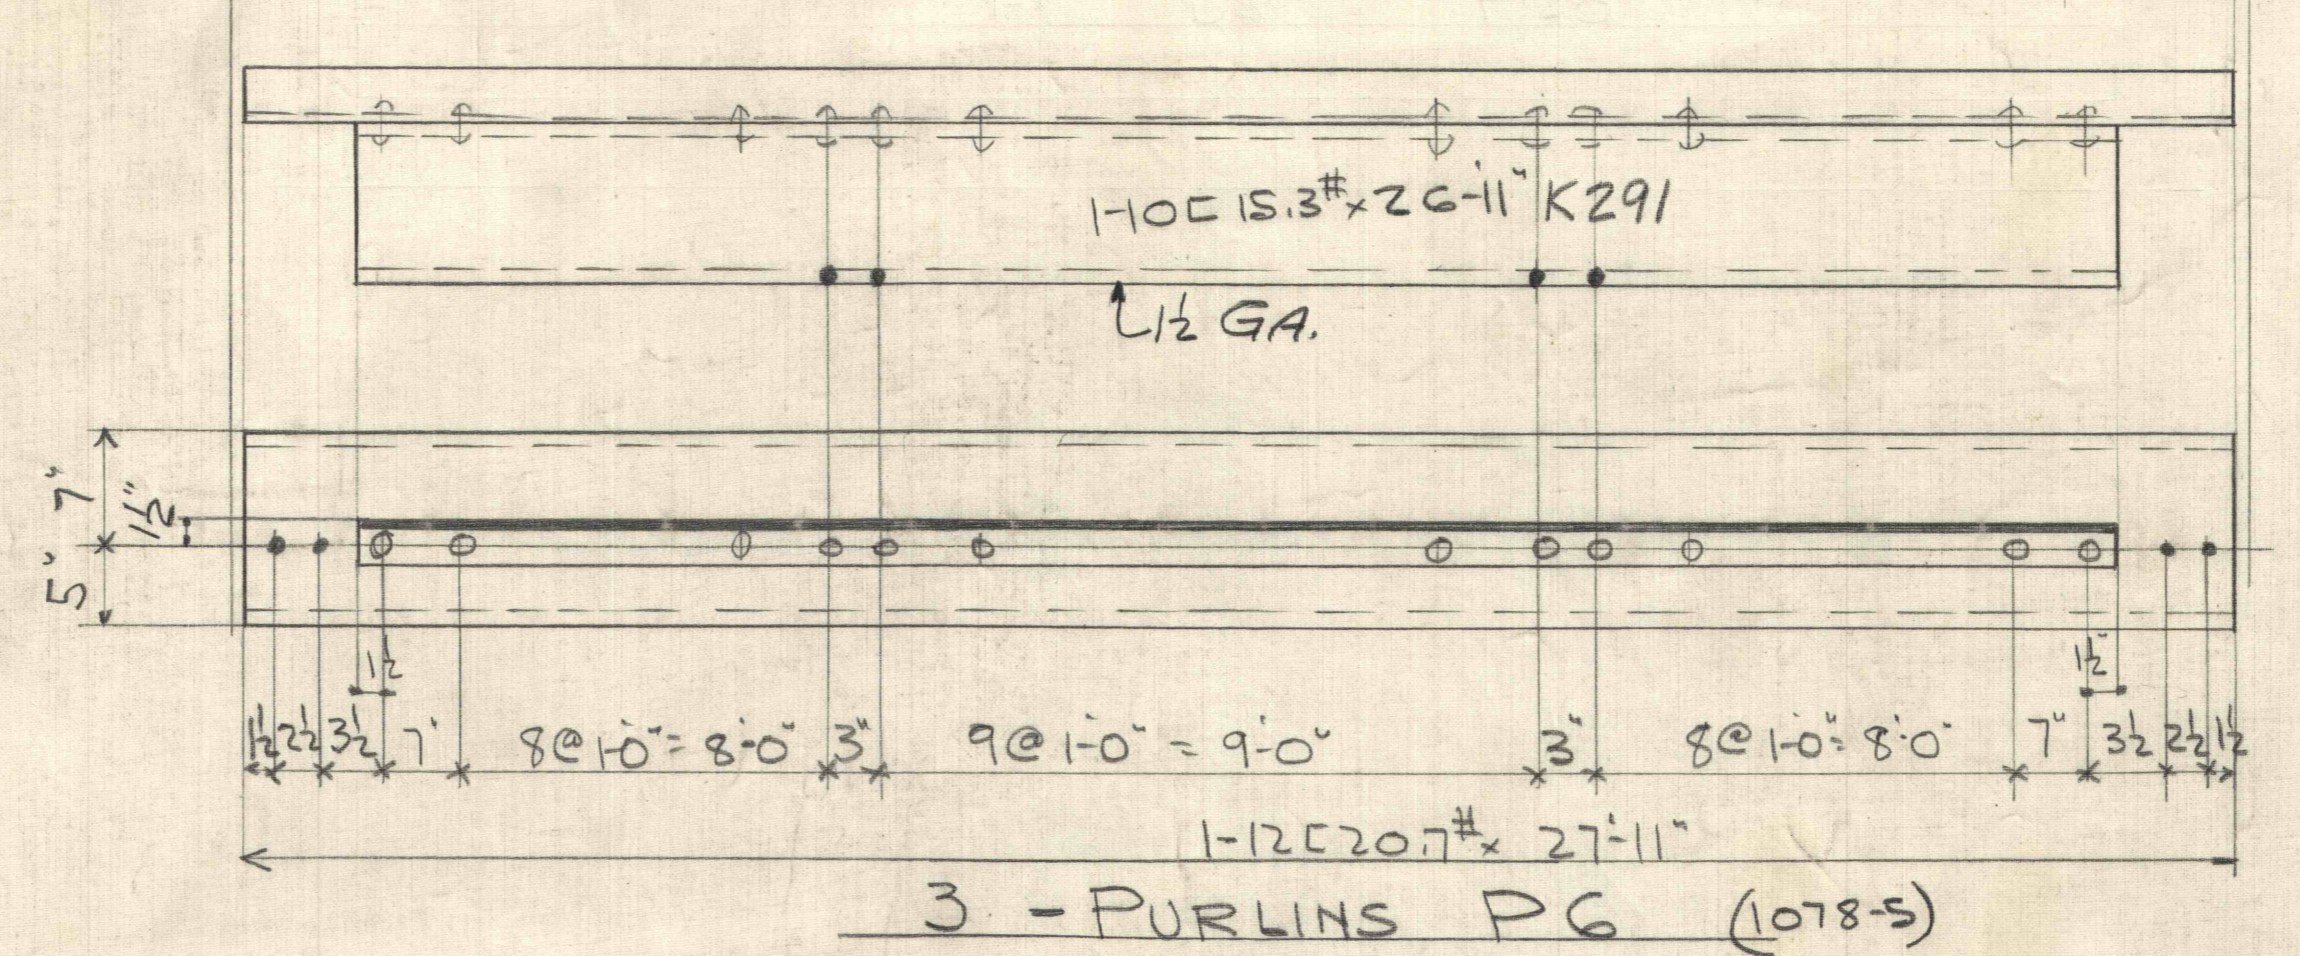 1-10[ 15.3# x 26'-11" K291
1½ GA.
7"
1½"
5"
1½
1½"
1½ 2½ 3½ 7" 8@1'-0"= 8'-0" 3" 9@1'-0" = 9'-0" 3" 8@1'-0"= 8'-0" 7" 3½ 2½ 1½
1-12[ 20.7# x 27'-11"
3 - PURLINS P6 (1078-5)